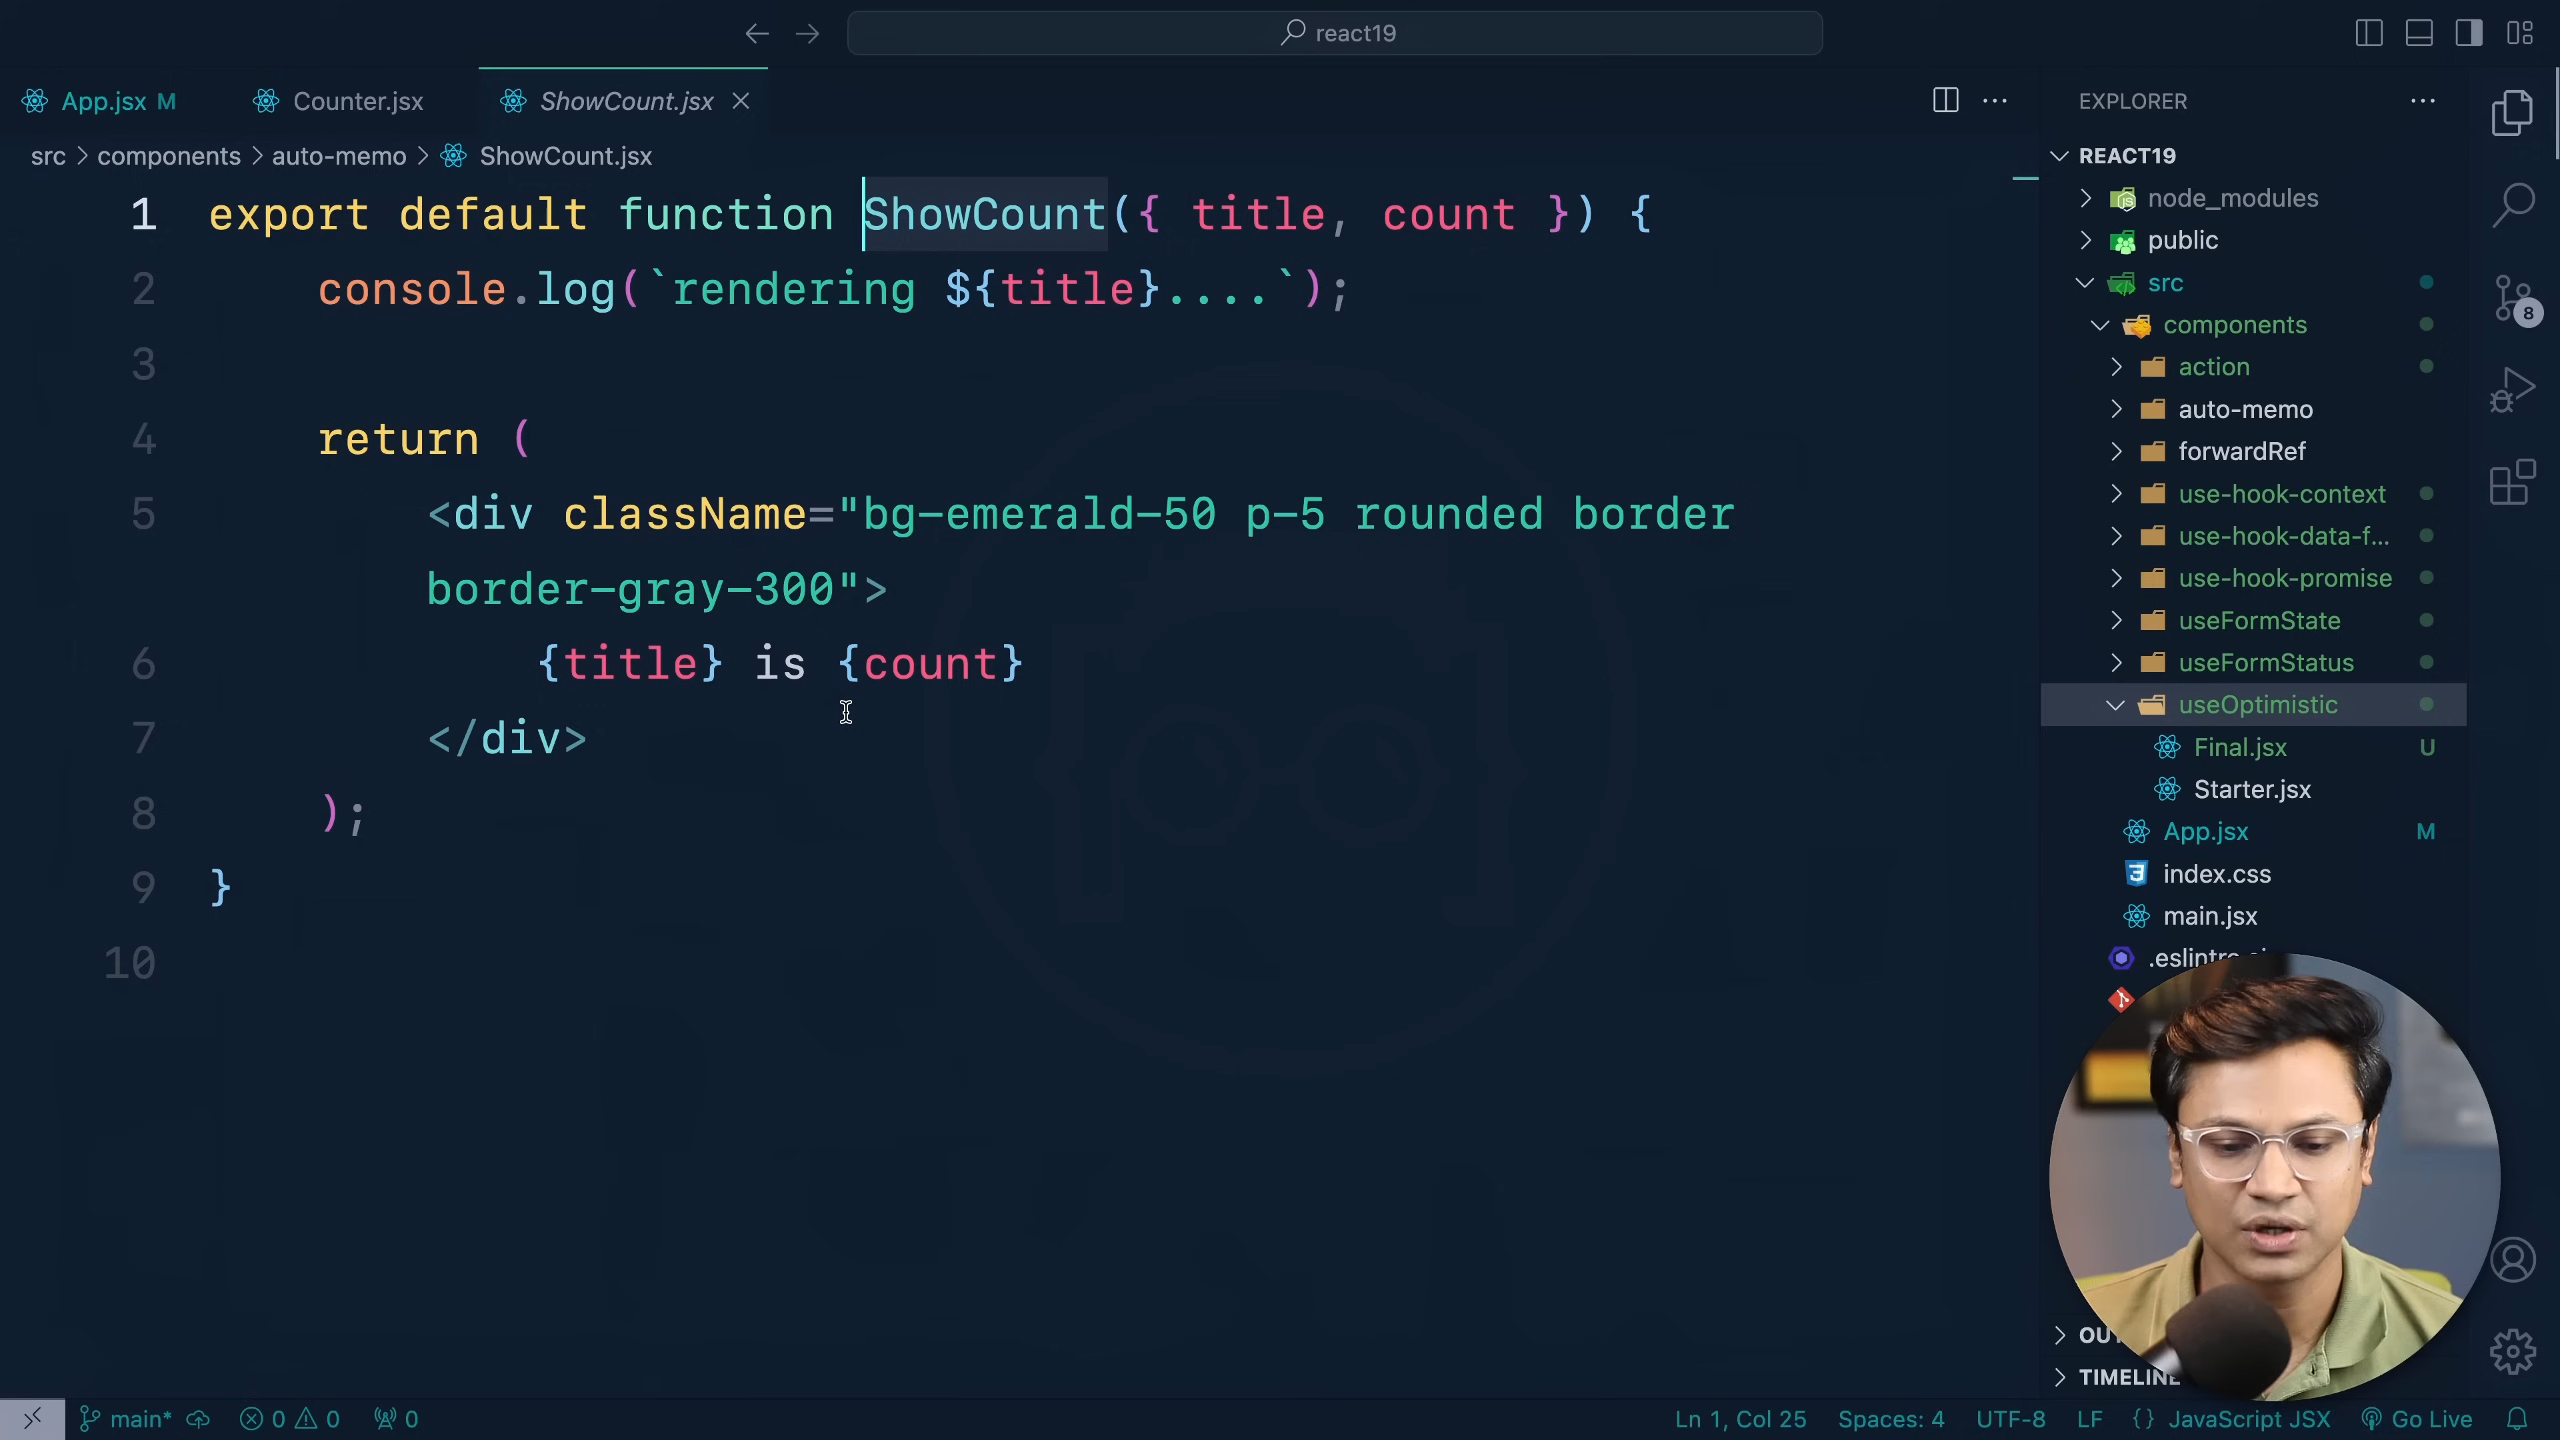 react19
App.jsx M
Counter.jsx
ShowCount.jsx
src > components > auto-memo > ShowCount.jsx
1 export default function ShowCount({ title, count }) {
2 console.log(`rendering ${title}....`);
3
4 return (
5 <div className="bg-emerald-50 p-5 rounded border
border-gray-300">
6 {title} is {count}
7 </div>
8 );
9 }
10
EXPLORER
REACT19
node_modules
public
src
components
action
auto-memo
forwardRef
use-hook-context
use-hook-data-f...
use-hook-promise
useFormState
useFormStatus
useOptimistic
Final.jsx U
Starter.jsx
App.jsx M
index.css
main.jsx
8
TIMELINE
main* 0 0 0
Ln 1, Col 25 Spaces: 4 UTF-8 LF {} JavaScript JSX Go Live